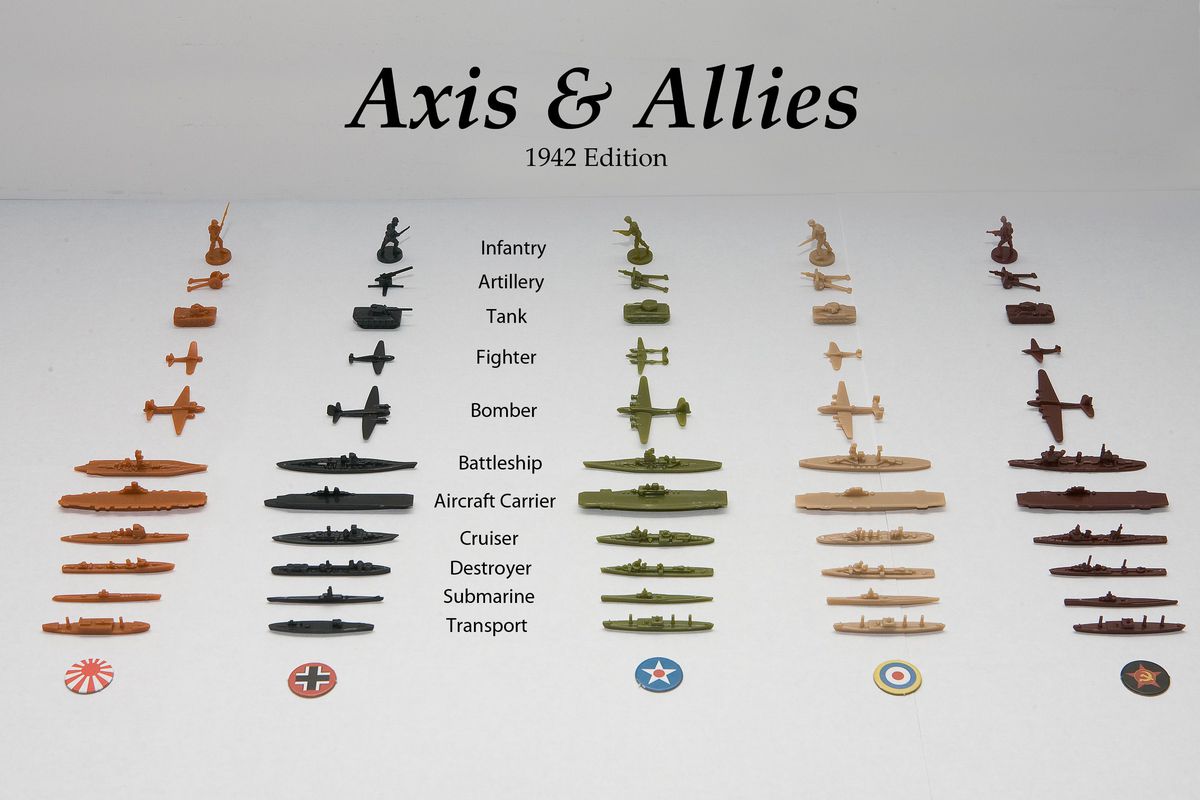 Axis & Allies
1942 Edition
Infantry
Artillery
Tank
Fighter
Bomber
Battleship
Aircraft Carrier
Cruiser
Destroyer
Submarine
Transport